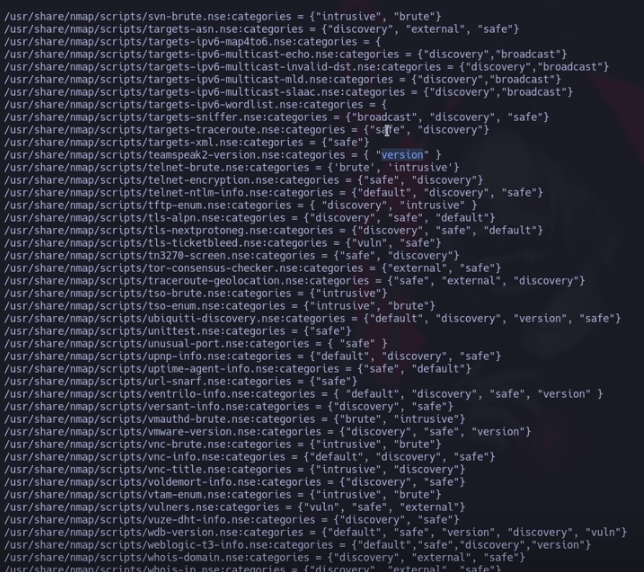 /usr/share/nmap/scripts/svn-brute.nse:categories = {"intrusive", "brute"}
/usr/share/nmap/scripts/targets-asn.nse:categories = {"discovery", "external", "safe"}
/usr/share/nmap/scripts/targets-ipv6-map4to6.nse:categories = {
/usr/share/nmap/scripts/targets-ipv6-multicast-echo.nse:categories = {"discovery","broadcast"}
/usr/share/nmap/scripts/targets-ipv6-multicast-invalid-dst.nse:categories = {"discovery","broadcast"}
/usr/share/nmap/scripts/targets-ipv6-multicast-mld.nse:categories = {"discovery","broadcast"}
/usr/share/nmap/scripts/targets-ipv6-multicast-slaac.nse:categories = {"discovery","broadcast"}
/usr/share/nmap/scripts/targets-ipv6-wordlist.nse:categories = {
/usr/share/nmap/scripts/targets-sniffer.nse:categories = {"broadcast", "discovery", "safe"}
/usr/share/nmap/scripts/targets-traceroute.nse:categories = {"safe", "discovery"}
/usr/share/nmap/scripts/targets-xml.nse:categories = {"safe"}
/usr/share/nmap/scripts/teamspeak2-version.nse:categories = { "version" }
/usr/share/nmap/scripts/telnet-brute.nse:categories = {'brute', 'intrusive'}
/usr/share/nmap/scripts/telnet-encryption.nse:categories = {"safe", "discovery"}
/usr/share/nmap/scripts/telnet-ntlm-info.nse:categories = {"default", "discovery", "safe"}
/usr/share/nmap/scripts/tftp-enum.nse:categories = { "discovery", "intrusive" }
/usr/share/nmap/scripts/tls-alpn.nse:categories = {"discovery", "safe", "default"}
/usr/share/nmap/scripts/tls-nextprotoneg.nse:categories = {"discovery", "safe", "default"}
/usr/share/nmap/scripts/tls-ticketbleed.nse:categories = {"vuln", "safe"}
/usr/share/nmap/scripts/tn3270-screen.nse:categories = {"safe", "discovery"}
/usr/share/nmap/scripts/tor-consensus-checker.nse:categories = {"external", "safe"}
/usr/share/nmap/scripts/traceroute-geolocation.nse:categories = {"safe", "external", "discovery"}
/usr/share/nmap/scripts/tso-brute.nse:categories = {"intrusive"}
/usr/share/nmap/scripts/tso-enum.nse:categories = {"intrusive", "brute"}
/usr/share/nmap/scripts/ubiquiti-discovery.nse:categories = {"default", "discovery", "version", "safe"}
/usr/share/nmap/scripts/unittest.nse:categories = {"safe"}
/usr/share/nmap/scripts/unusual-port.nse:categories = { "safe" }
/usr/share/nmap/scripts/upnp-info.nse:categories = {"default", "discovery", "safe"}
/usr/share/nmap/scripts/uptime-agent-info.nse:categories = {"safe", "default"}
/usr/share/nmap/scripts/url-snarf.nse:categories = {"safe"}
/usr/share/nmap/scripts/ventrilo-info.nse:categories = { "default", "discovery", "safe", "version" }
/usr/share/nmap/scripts/versant-info.nse:categories = {"discovery", "safe"}
/usr/share/nmap/scripts/vmauthd-brute.nse:categories = {"brute", "intrusive"}
/usr/share/nmap/scripts/vmware-version.nse:categories = {"discovery", "safe", "version"}
/usr/share/nmap/scripts/vnc-brute.nse:categories = {"intrusive", "brute"}
/usr/share/nmap/scripts/vnc-info.nse:categories = {"default", "discovery", "safe"}
/usr/share/nmap/scripts/vnc-title.nse:categories = {"intrusive", "discovery"}
/usr/share/nmap/scripts/voldemort-info.nse:categories = {"discovery", "safe"}
/usr/share/nmap/scripts/vtam-enum.nse:categories = {"intrusive", "brute"}
/usr/share/nmap/scripts/vulners.nse:categories = {"vuln", "safe", "external"}
/usr/share/nmap/scripts/vuze-dht-info.nse:categories = {"discovery", "safe"}
/usr/share/nmap/scripts/wdb-version.nse:categories = {"default", "safe", "version", "discovery", "vuln"}
/usr/share/nmap/scripts/weblogic-t3-info.nse:categories = {"default","safe","discovery","version"}
/usr/share/nmap/scripts/whois-domain.nse:categories = {"discovery", "external", "safe"}
/usr/share/nmap/scripts/whois-ip.nse:categories = {"discovery", "external", "safe"}